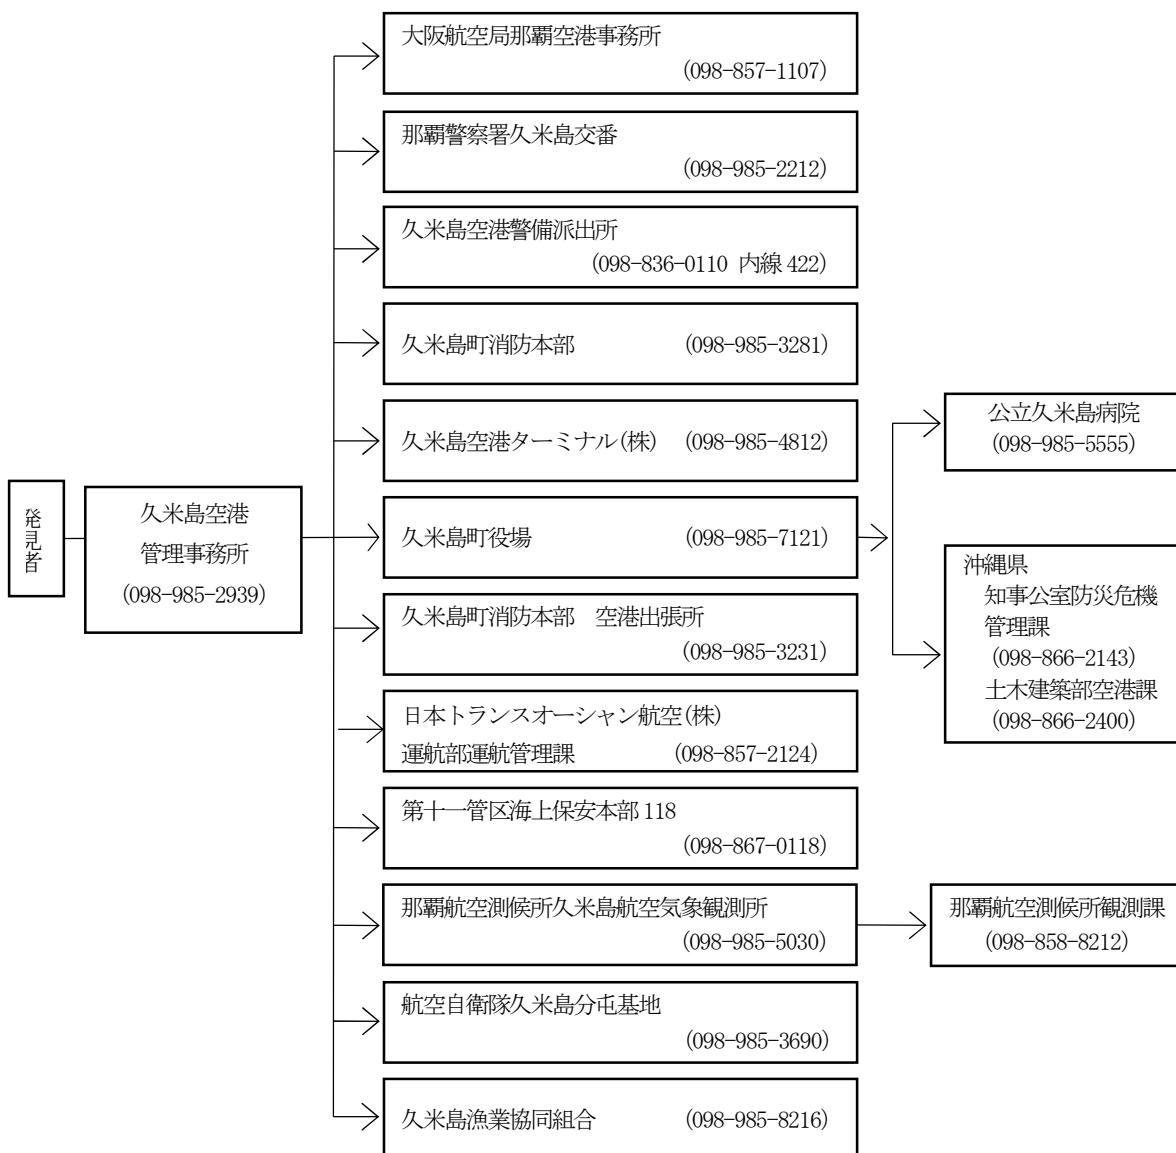 発見者
久米島空港
管理事務所
(098-985-2939)
大阪航空局那覇空港事務所
(098-857-1107)
那覇警察署久米島交番
(098-985-2212)
久米島空港警備派出所
(098-836-0110 内線 422)
久米島町消防本部 (098-985-3281)
久米島空港ターミナル(株) (098-985-4812)
久米島町役場 (098-985-7121)
久米島町消防本部 空港出張所
(098-985-3231)
日本トランスオーシャン航空(株)
運航部運航管理課 (098-857-2124)
第十一管区海上保安本部 118
(098-867-0118)
那覇航空測候所久米島航空気象観測所
(098-985-5030)
航空自衛隊久米島分屯基地
(098-985-3690)
久米島漁業協同組合 (098-985-8216)
公立久米島病院
(098-985-5555)
沖縄県
知事公室防災危機
管理課
(098-866-2143)
土木建築部空港課
(098-866-2400)
那覇航空測候所観測課
(098-858-8212)